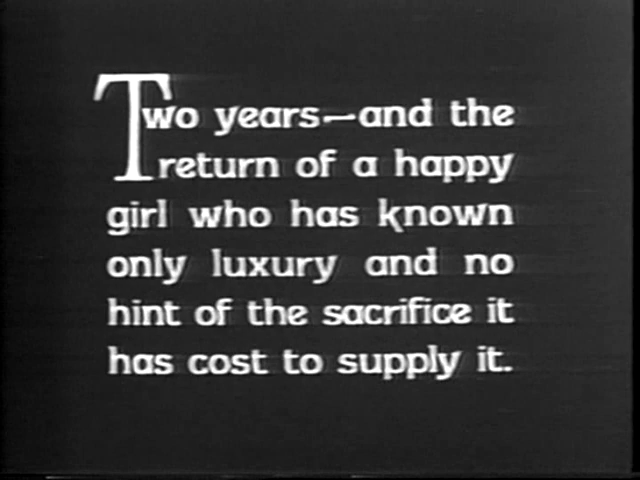 Two years—and the
return of a happy
girl who has known
only luxury and no
hint of the sacrifice it
has cost to supply it.